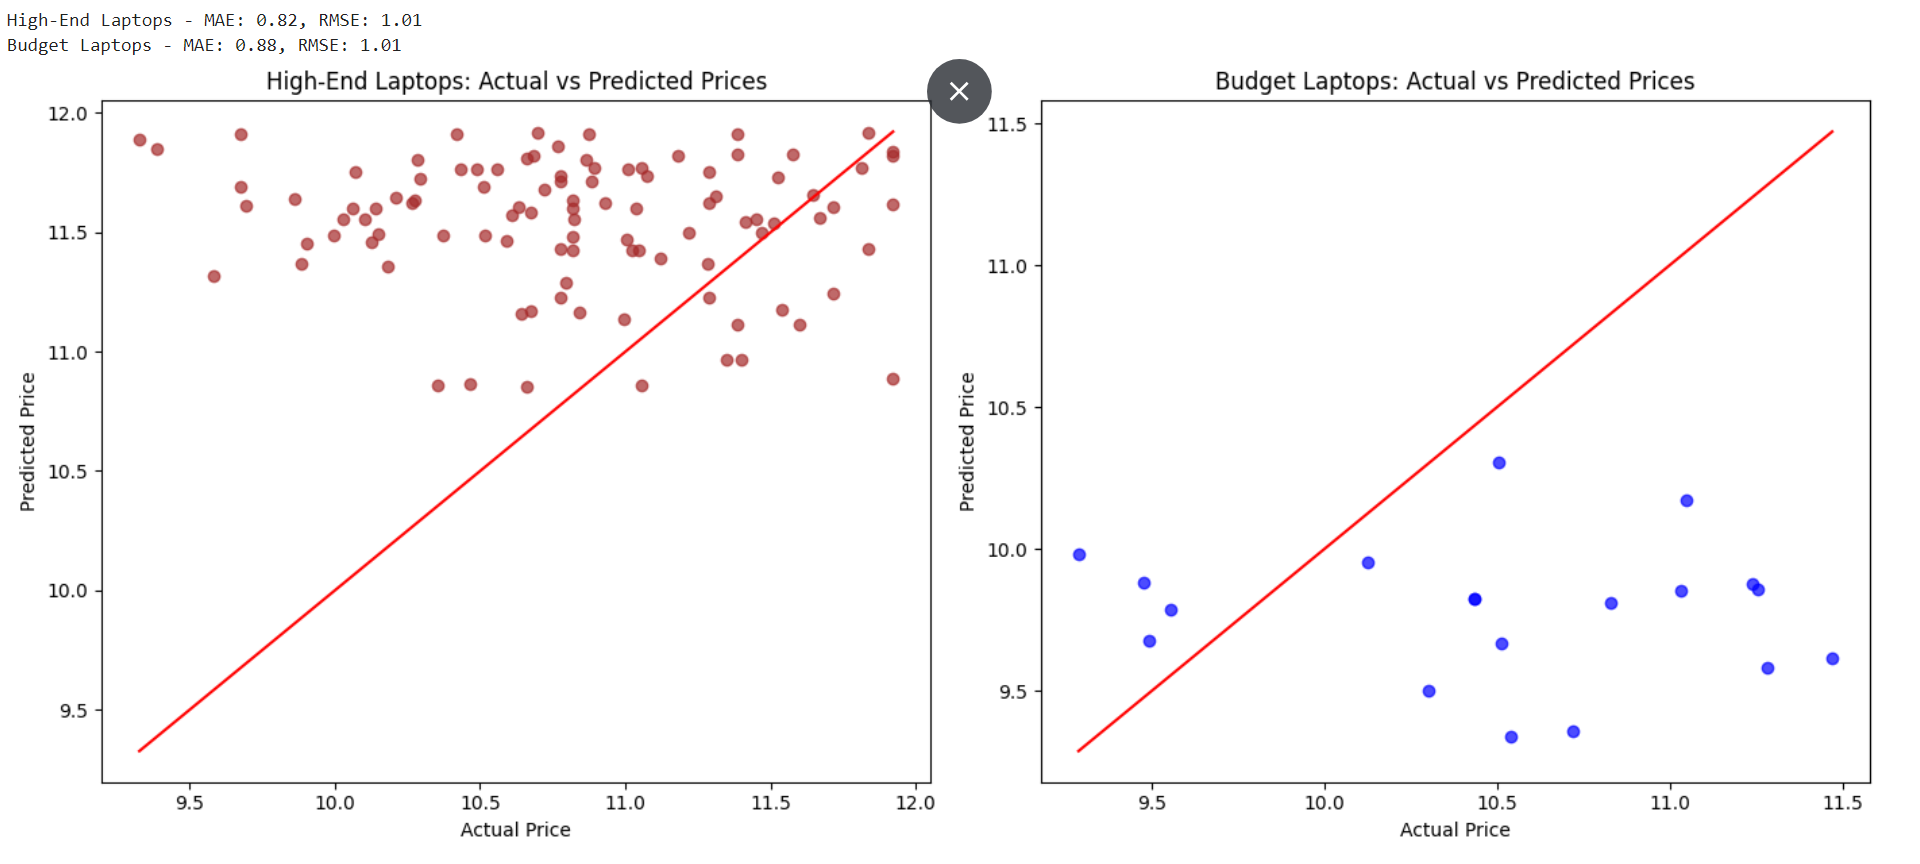 High-End Laptops - MAE: 0.82, RMSE: 1.01
Budget Laptops - MAE: 0.88, RMSE: 1.01
High-End Laptops: Actual vs Predicted Prices
12.0
11.5
11.0
10.5
10.0
9.5
Predicted Price
9.5 10.0 10.5 11.0 11.5 12.0
Actual Price
Budget Laptops: Actual vs Predicted Prices
11.5
11.0
10.5
10.0
9.5
Predicted Price
9.5 10.0 10.5 11.0 11.5
Actual Price